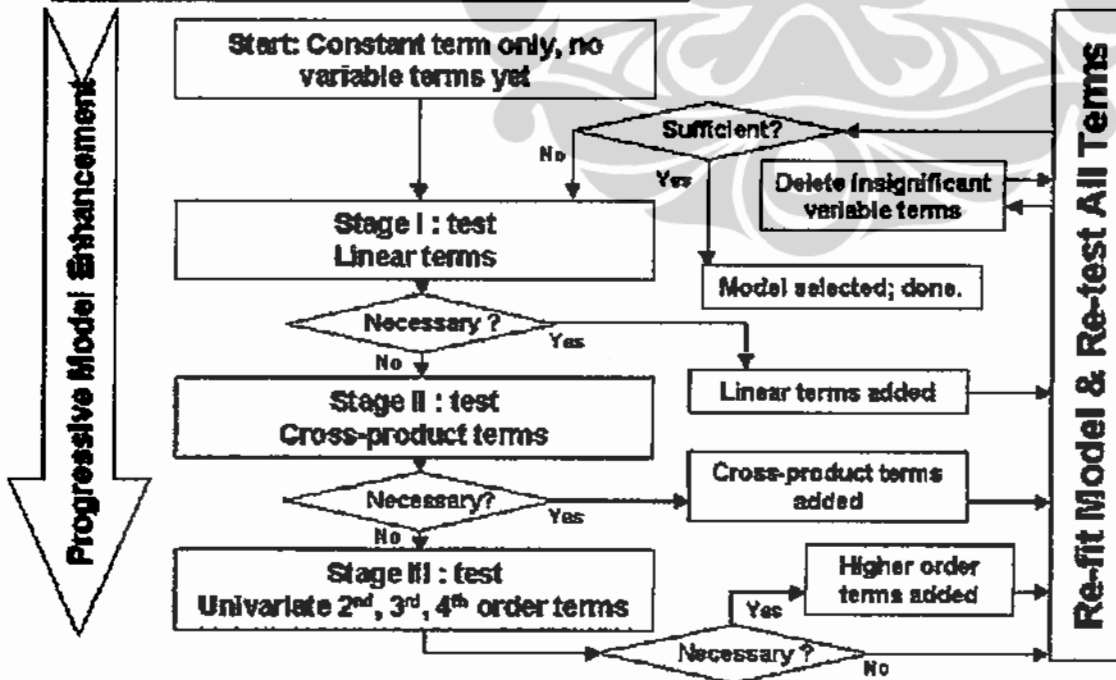 Progressive Model Enhancement
Start: Constant term only, no
variable terms yet
Sufficient?
No
Yes
Delete insignificant
variable terms
Stage I : test
Linear terms
Model selected; done.
Necessary ?
Yes
No
Linear terms added
Stage II : test
Cross-product terms
Cross-product terms
added
Necessary?
Yes
No
Stage III : test
Univariate 2nd, 3rd, 4th order terms
Higher order
terms added
Yes
Necessary ?
No
Re-fit Model & Re-test All Terms